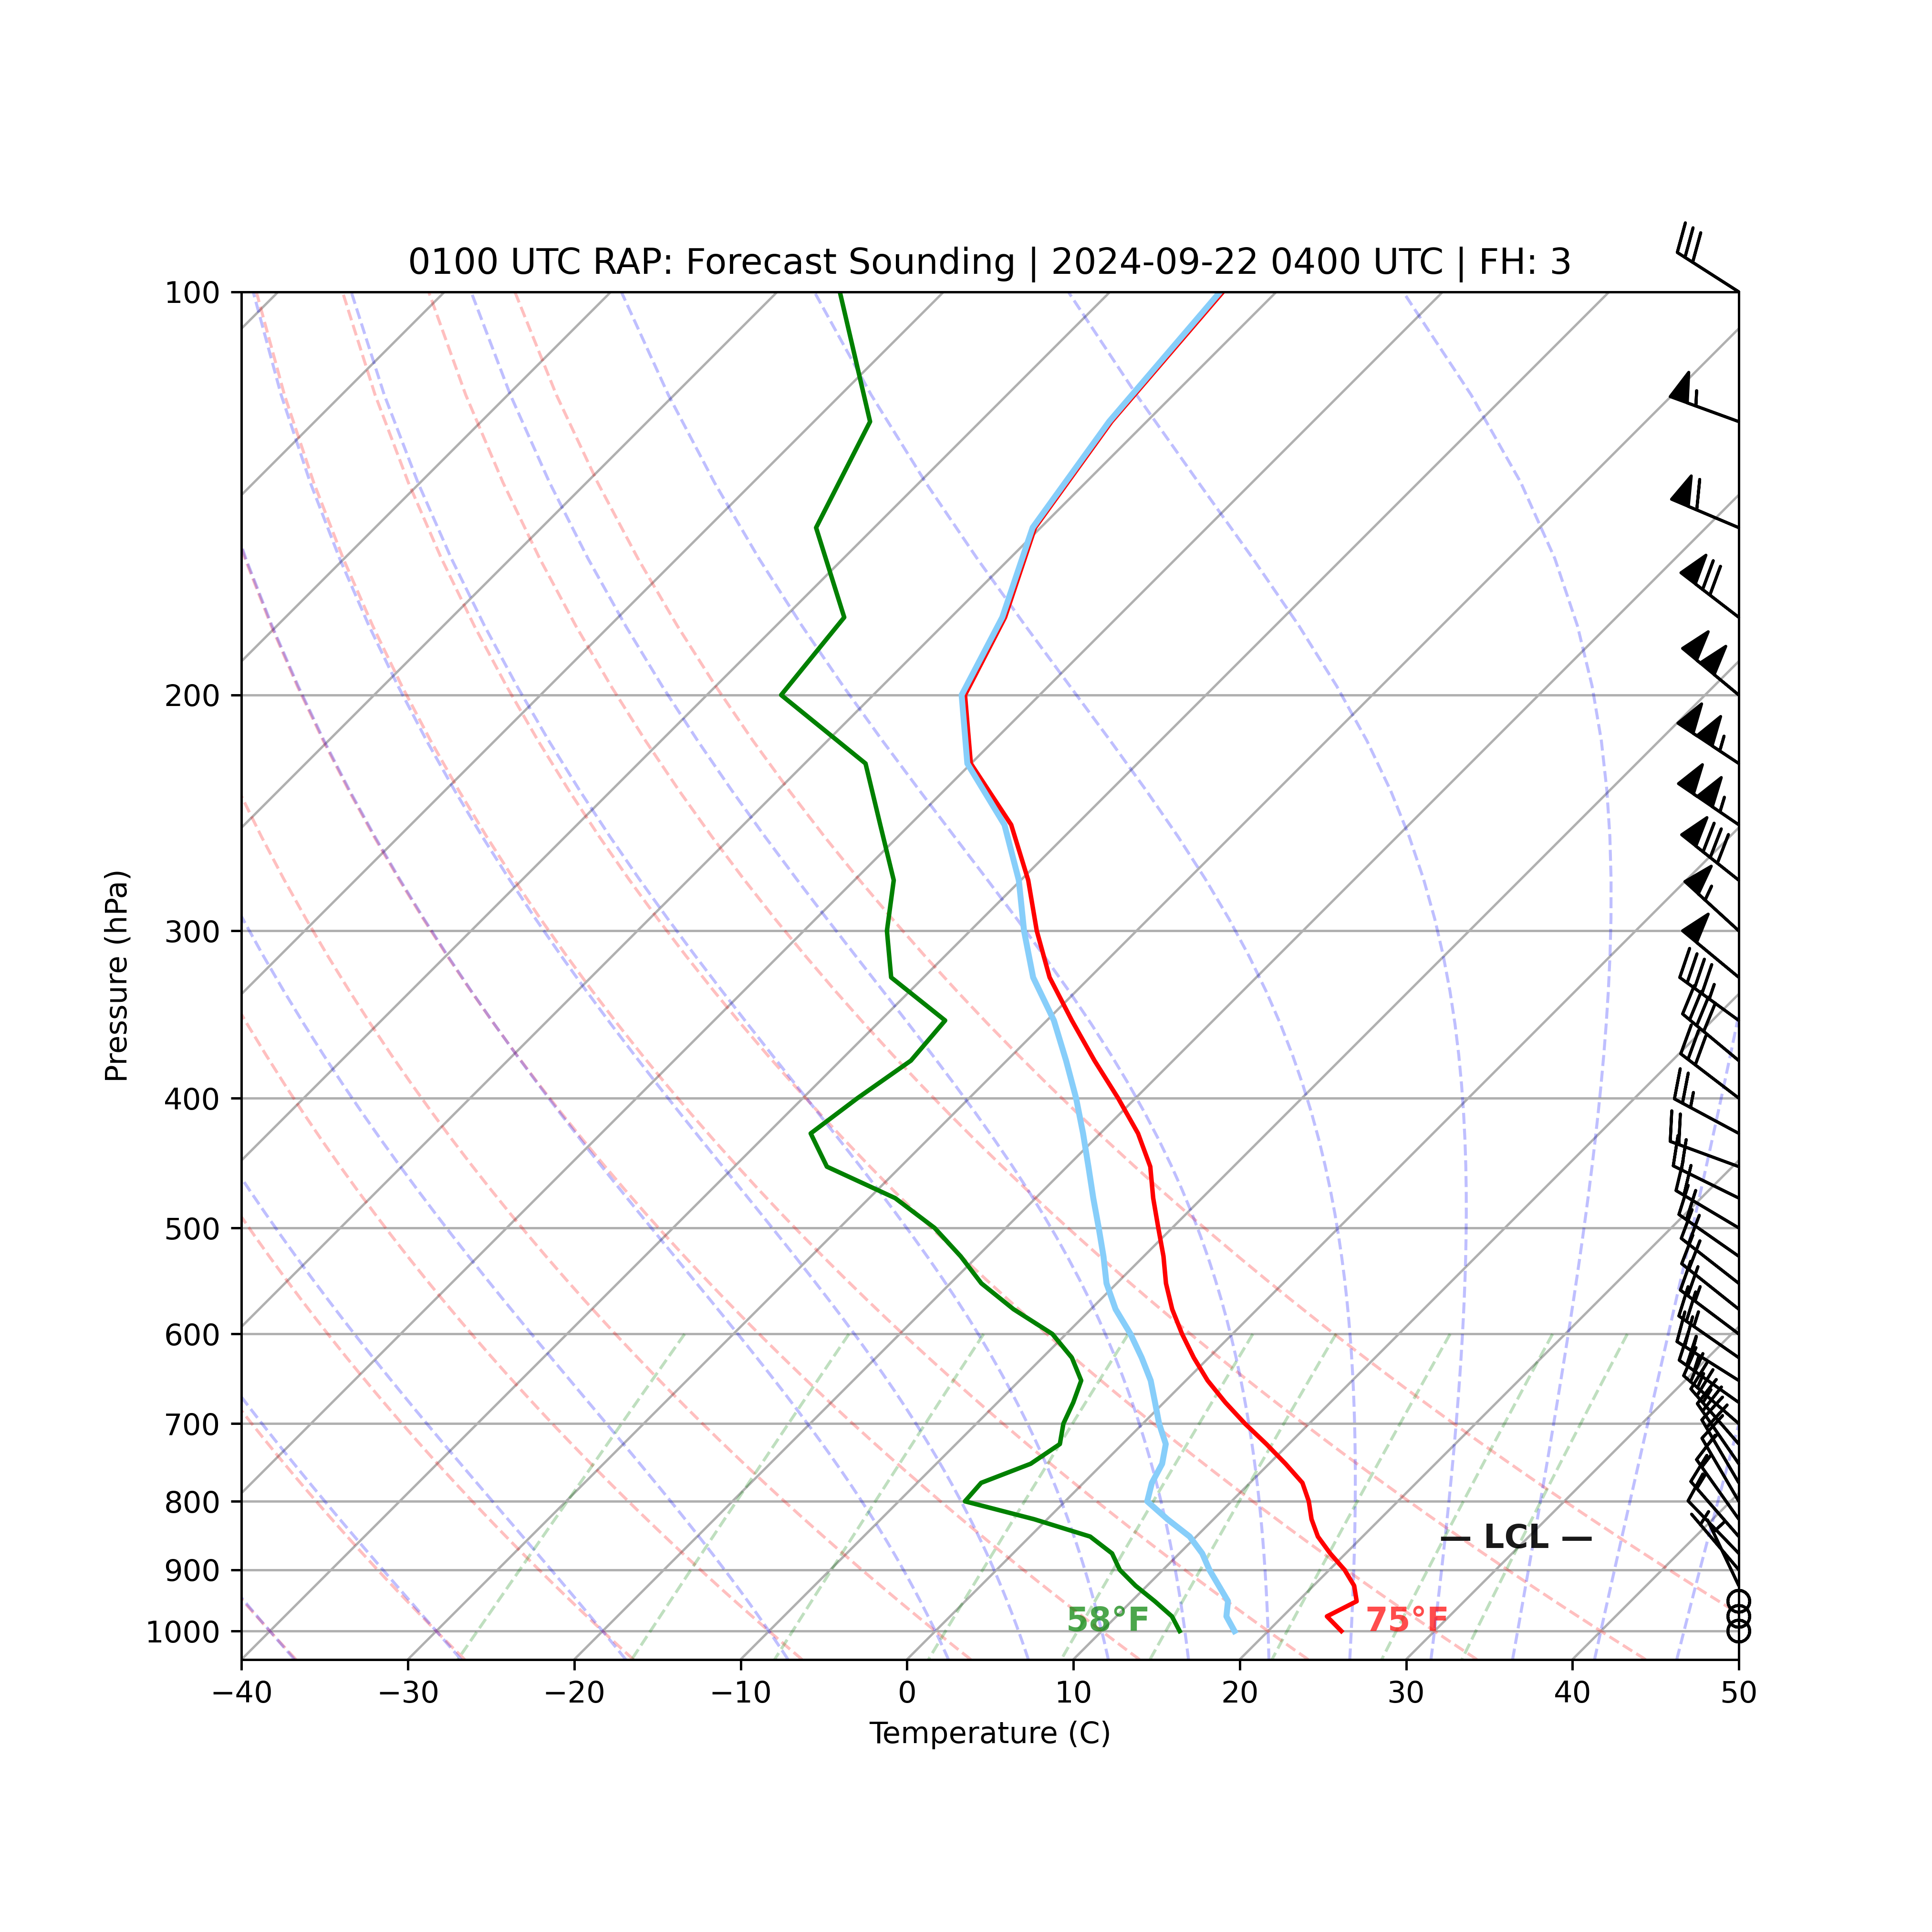 0100 UTC RAP: Forecast Sounding | 2024-09-22 0400 UTC | FH: 3
100
200
300
400
500
600
700
800
900
1000
Pressure (hPa)
— LCL —
58°F
75°F
−40 −30 −20 −10 0 10 20 30 40 50
Temperature (C)